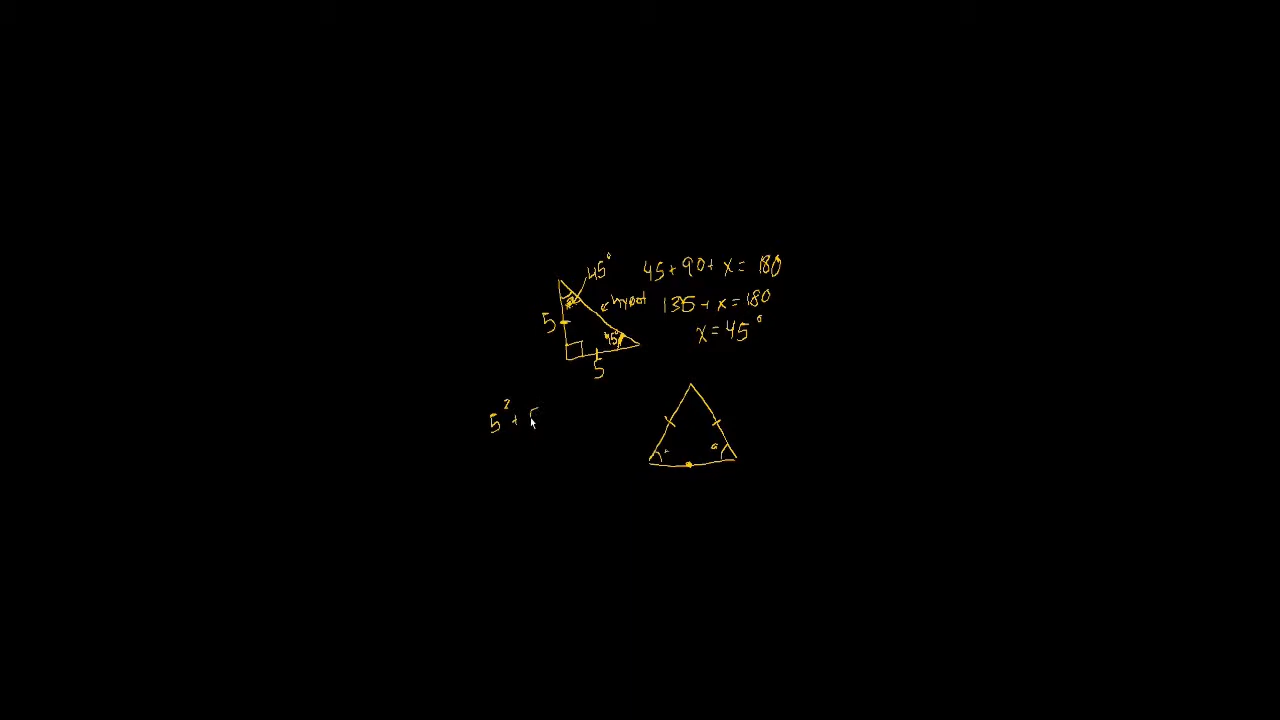 45°
45 + 90 + x = 180
hypot
135 + x = 180
5
45°
x = 45°
5
5² + 5
a